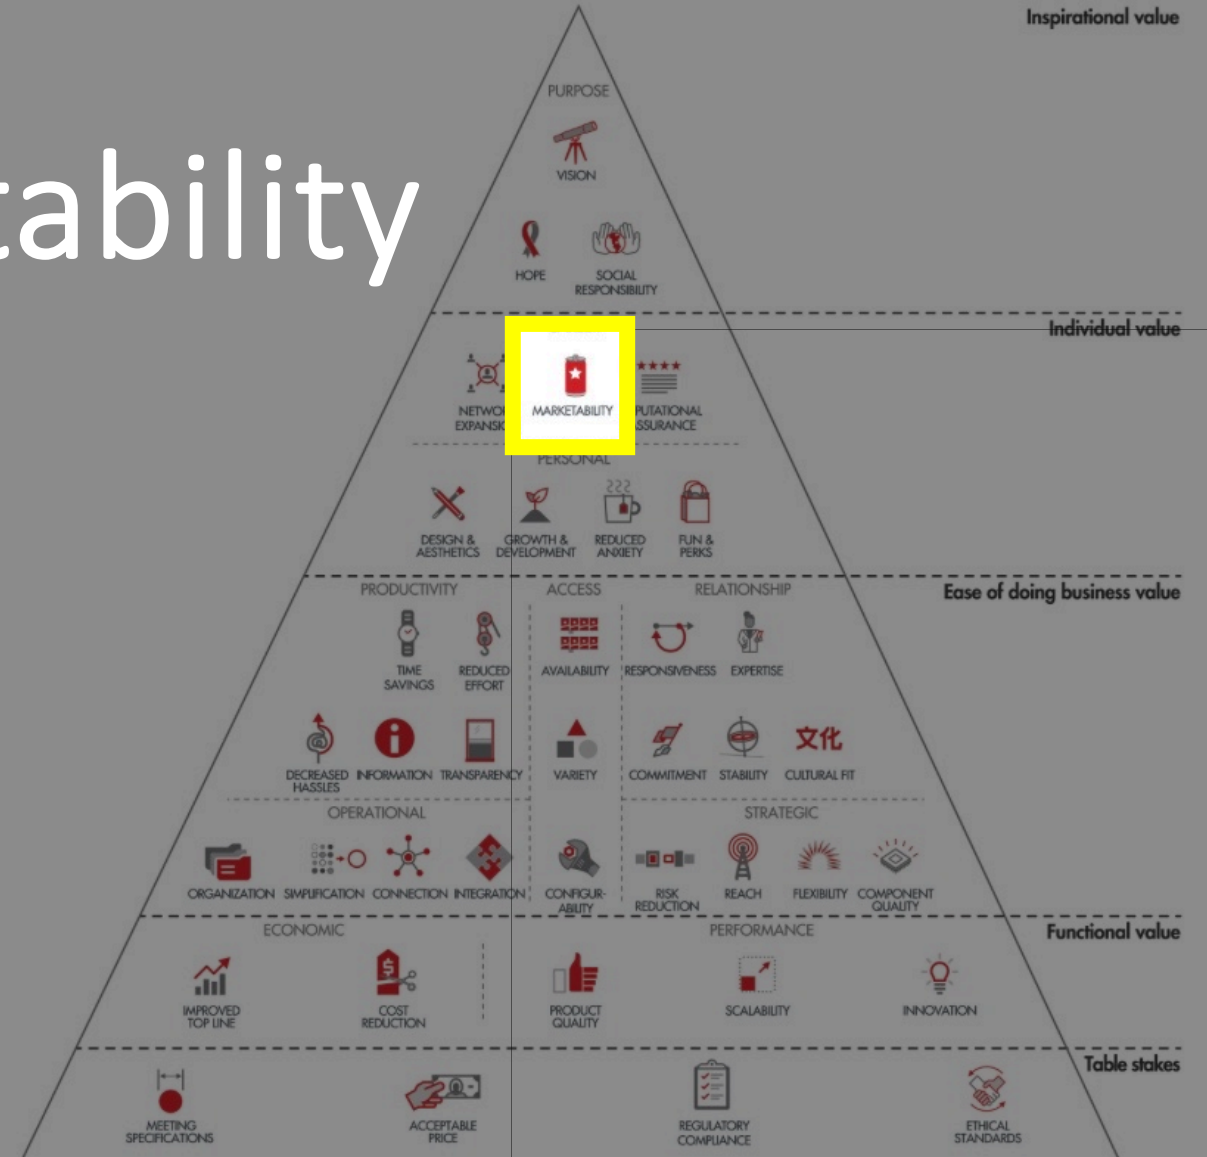 Inspirational value
PURPOSE
VISION
tability
HOPE
SOCIAL
RESPONSIBILITY
Individual value
NETWO
EXPANSI
MARKETABILITY
PUTATIONAL
SSURANCE
PERSONAL
DESIGN &
AESTHETICS
GROWTH &
DEVELOPMENT
REDUCED
ANXIETY
FUN &
PERKS
Ease of doing business value
PRODUCTIVITY
ACCESS
RELATIONSHIP
TIME
SAVINGS
REDUCED
EFFORT
AVAILABILITY
RESPONSIVENESS
EXPERTISE
DECREASED
HASSLES
INFORMATION
TRANSPARENCY
VARIETY
COMMITMENT
STABILITY
文化
CULTURAL FIT
OPERATIONAL
STRATEGIC
ORGANIZATION
SIMPLIFICATION
CONNECTION
INTEGRATION
CONFIGUR-
ABILITY
RISK
REDUCTION
REACH
FLEXIBILITY
COMPONENT
QUALITY
Functional value
ECONOMIC
PERFORMANCE
IMPROVED
TOP LINE
COST
REDUCTION
PRODUCT
QUALITY
SCALABILITY
INNOVATION
Table stakes
MEETING
SPECIFICATIONS
ACCEPTABLE
PRICE
REGULATORY
COMPLIANCE
ETHICAL
STANDARDS